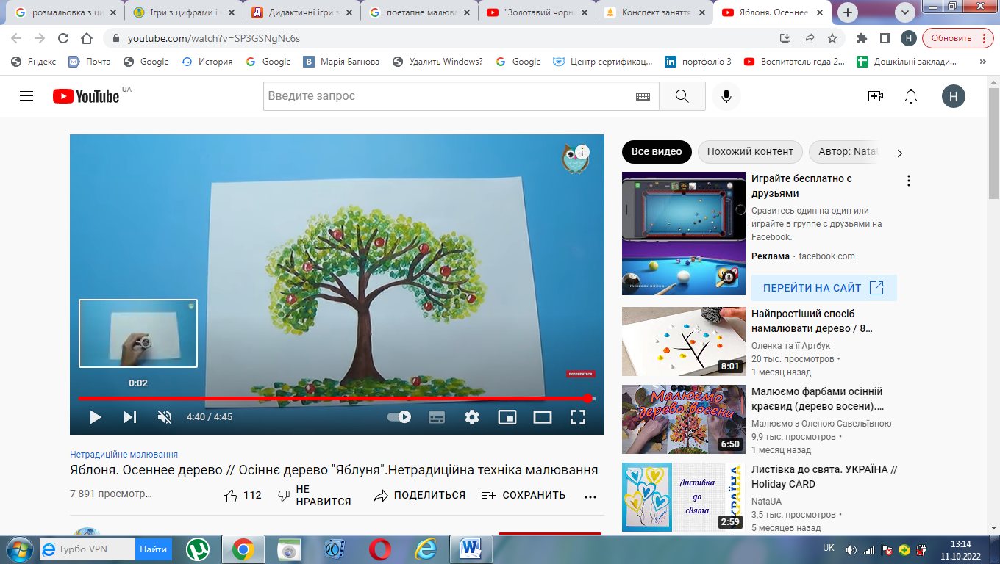 розмальовка з ци
Ігри з цифрами і ч
Дидактичні ігри з
поетапне малюва
"Золотавий чорн
Конспект заняття
Яблоня. Осеннее
youtube.com/watch?v=SP3GSNgNc6s
H
Обновить
Яндекс
Почта
Google
История
Google
Марія Багнова
Удалить Windows?
Google
Центр сертификац...
портфоліо 3
Воспитатель года 2...
Дошкільні заклади...
»
YouTube UA
Введите запрос
H
Все видео
Похожий контент
Автор: Nata
Играйте бесплатно с
друзьями
Сразитесь один на один или
играйте в группе с друзьями на
Facebook.
Реклама · facebook.com
ПЕРЕЙТИ НА САЙТ
ПОДПИСАТЬСЯ
0:02
4:40 / 4:45
Найпростіший спосіб
намалювати дерево / 8...
Оленка та її Артбук
20 тыс. просмотров •
1 месяц назад
8:01
Малюємо
дерево восени
6:50
Малюємо фарбами осінній
краєвид (дерево восени)....
Малюємо з Оленою Савельївною
9,9 тыс. просмотров •
1 месяц назад
Листівка
до
свята
УКРАЇНА
2:59
Листівка до свята. УКРАЇНА //
Holiday CARD
NataUA
3,5 тыс. просмотров •
5 месяцев назад
Нетрадиційне малювання
Яблоня. Осеннее дерево // Осіннє дерево "Яблуня".Нетрадиційна техніка малювання
7 891 просмотр...
112
НЕ
НРАВИТСЯ
ПОДЕЛИТЬСЯ
СОХРАНИТЬ
Турбо VPN
Найти
UK
13:14
11.10.2022